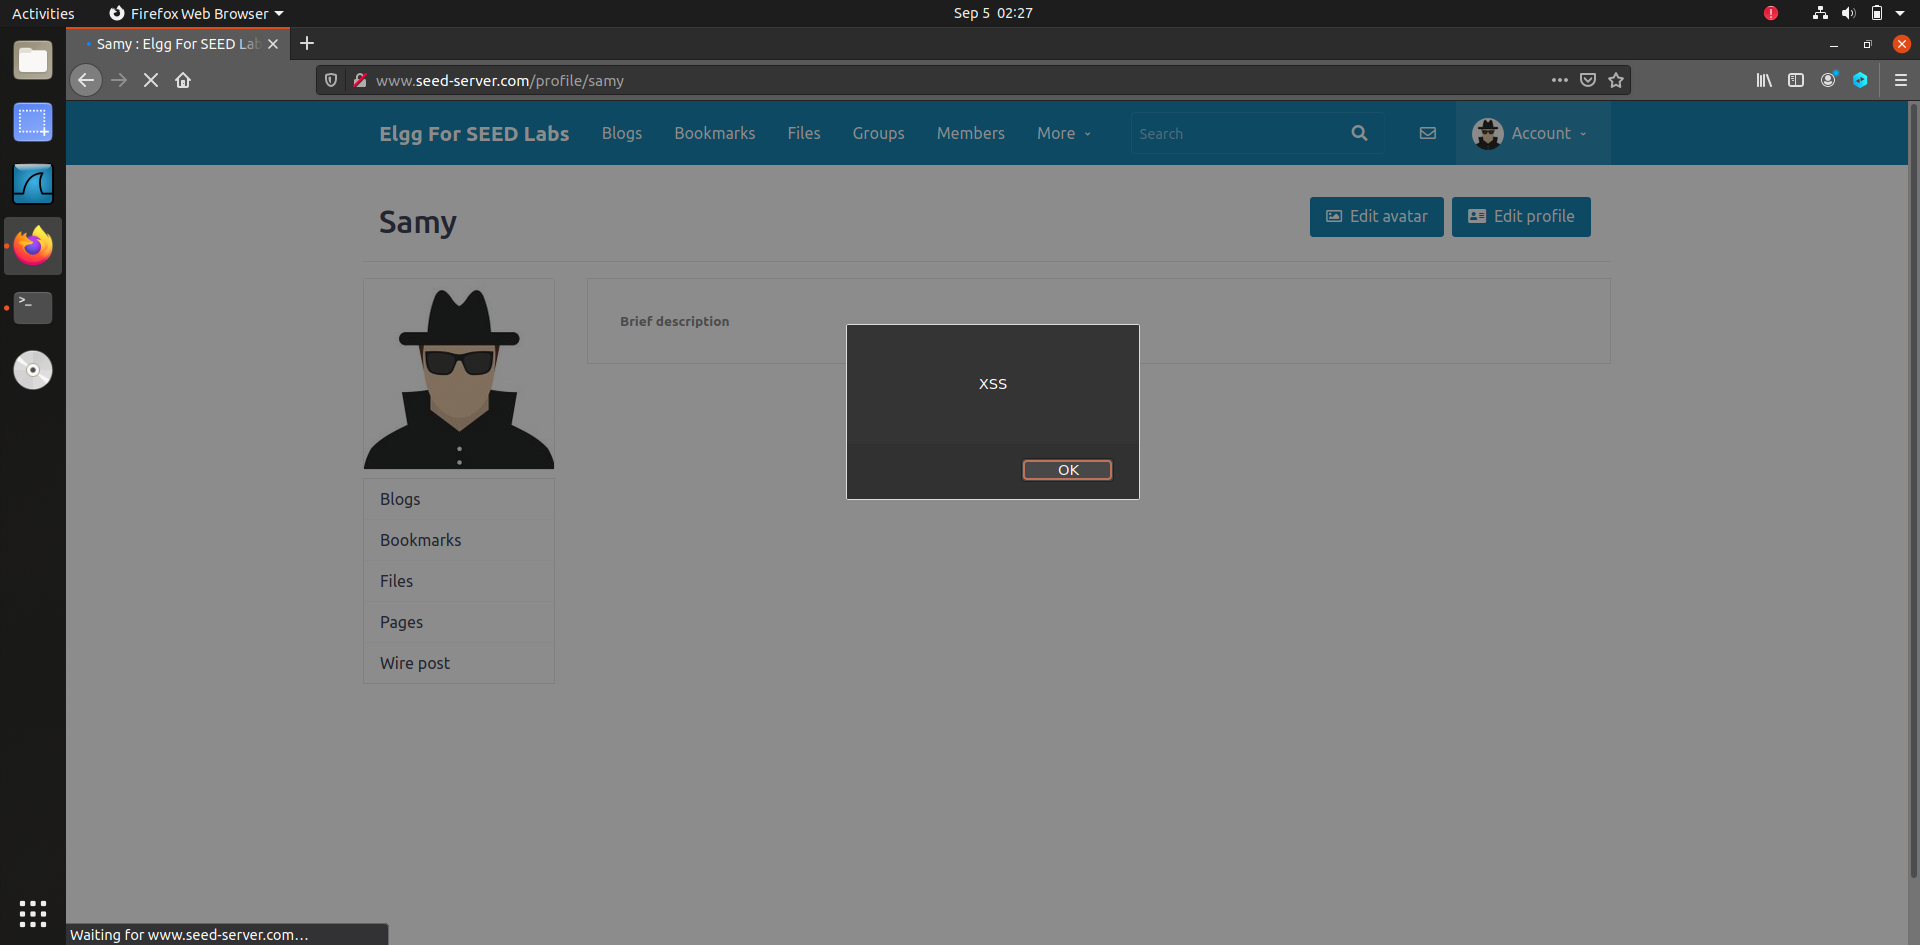 Activities Firefox Web Browser Sep 5 02:27
Samy : Elgg For SEED Lab
www.seed-server.com/profile/samy
Elgg For SEED Labs Blogs Bookmarks Files Groups Members More Search Account
Samy
Edit avatar Edit profile
Brief description
XSS
OK
Blogs
Bookmarks
Files
Pages
Wire post
Waiting for www.seed-server.com…